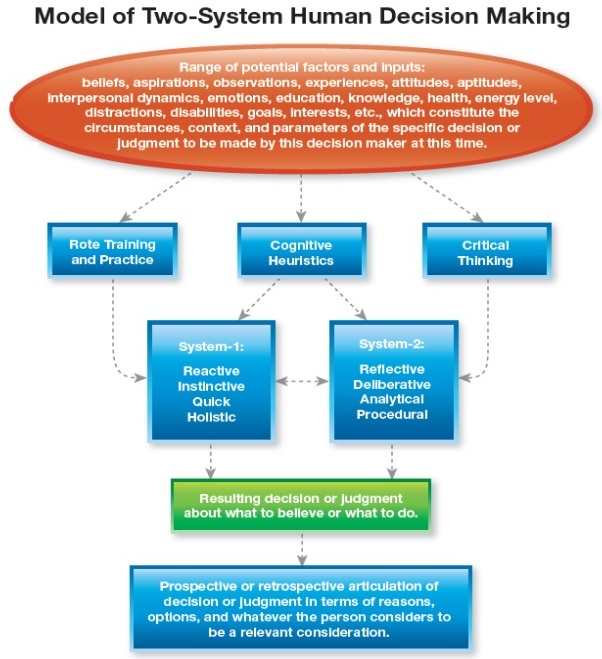 Model of Two-System Human Decision Making
Range of potential factors and inputs:
beliefs, aspirations, observations, experiences, attitudes, aptitudes,
interpersonal dynamics, emotions, education, knowledge, health, energy level,
distractions, disabilities, goals, interests, etc., which constitute the
circumstances, context, and parameters of the specific decision or
judgment to be made by this decision maker at this time.
Rote Training
and Practice
Cognitive
Heuristics
Critical
Thinking
System-1:
Reactive
Instinctive
Quick
Holistic
System-2:
Reflective
Deliberative
Analytical
Procedural
Resulting decision or judgment
about what to believe or what to do.
Prospective or retrospective articulation of
decision or judgment in terms of reasons,
options, and whatever the person considers to
be a relevant consideration.